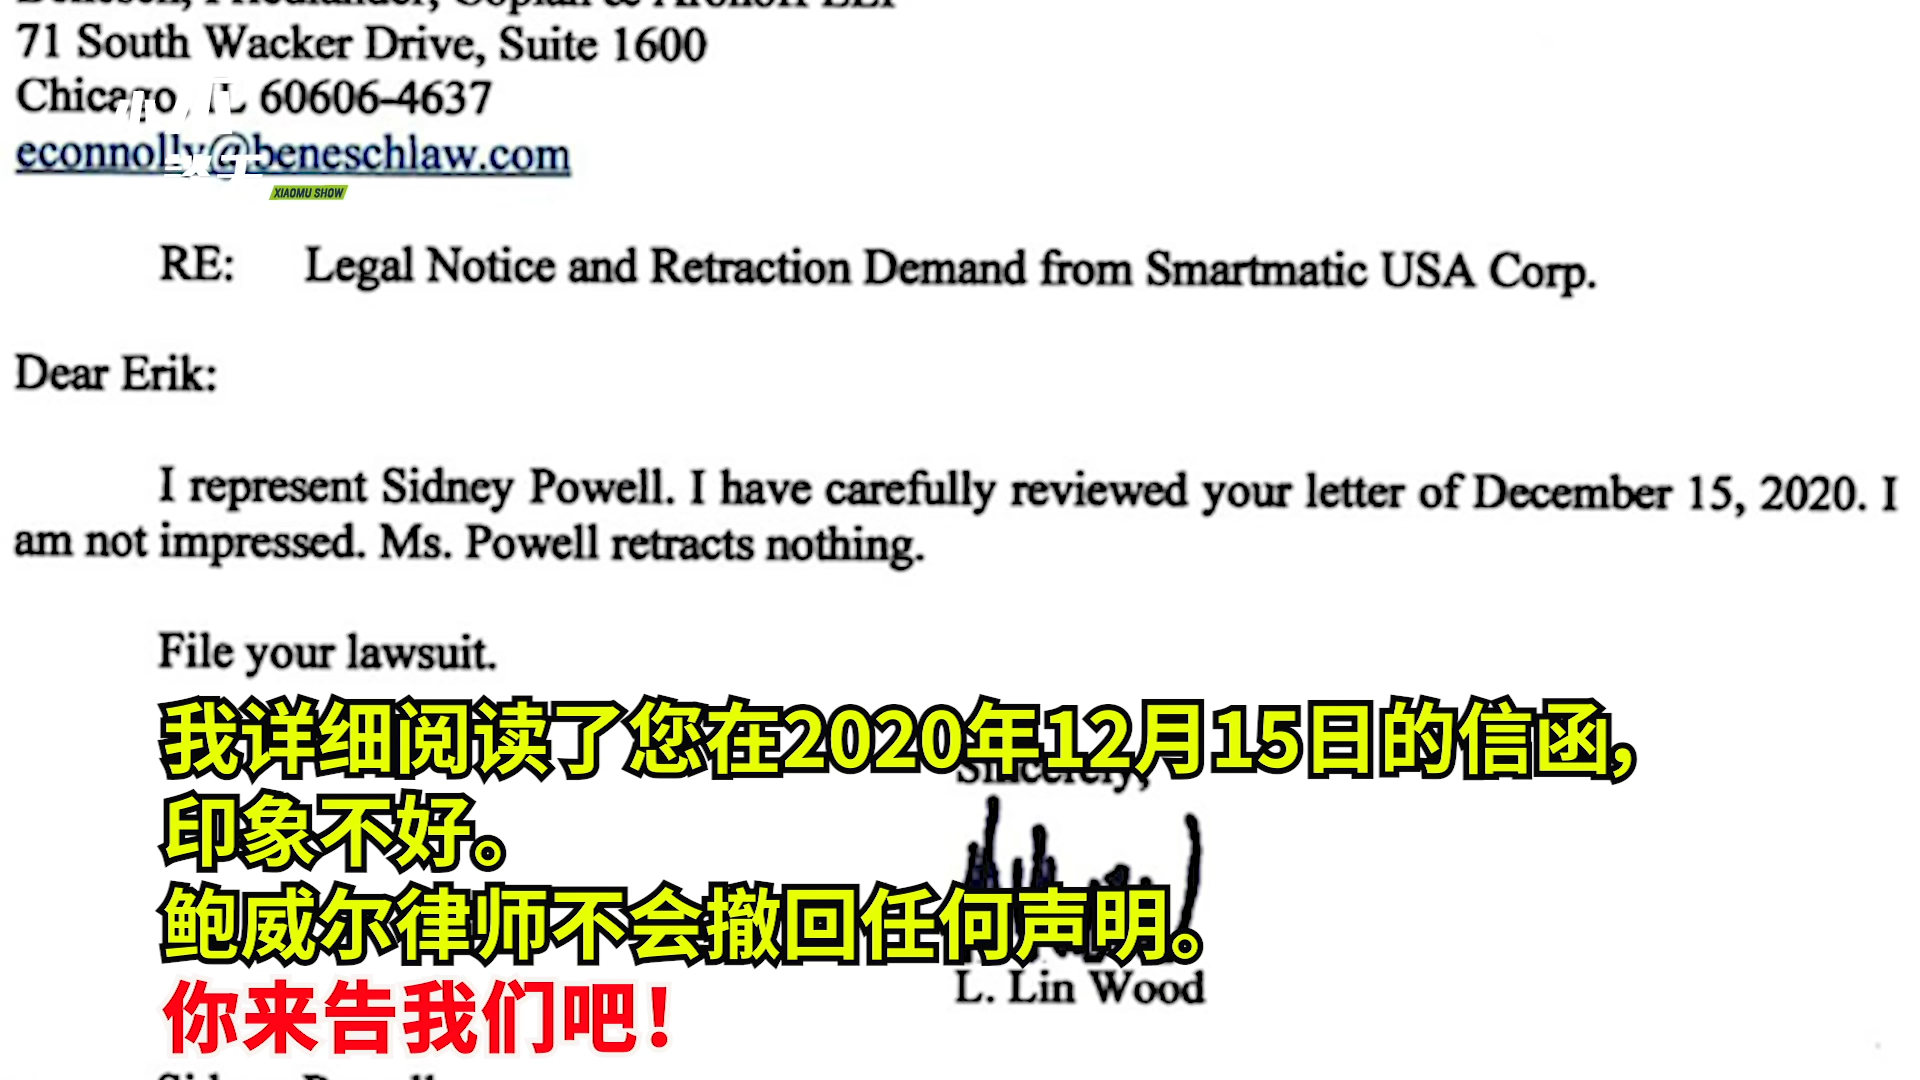 71 South Wacker Drive, Suite 1600
Chicago IL 60606-4637
econnolly@beneschlaw.com
XIAOMU SHOW
RE: Legal Notice and Retraction Demand from Smartmatic USA Corp.
Dear Erik:
I represent Sidney Powell. I have carefully reviewed your letter of December 15, 2020. I
am not impressed. Ms. Powell retracts nothing.
File your lawsuit.
我详细阅读了您在2020年12月15日的信函,
Sincerely,
印象不好。
鲍威尔律师不会撤回任何声明。
L. Lin Wood
你来告我们吧!